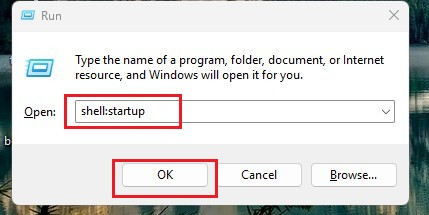 Run
Type the name of a program, folder, document, or Internet
resource, and Windows will open it for you.
Open: shell:startup
b
OK Cancel Browse...